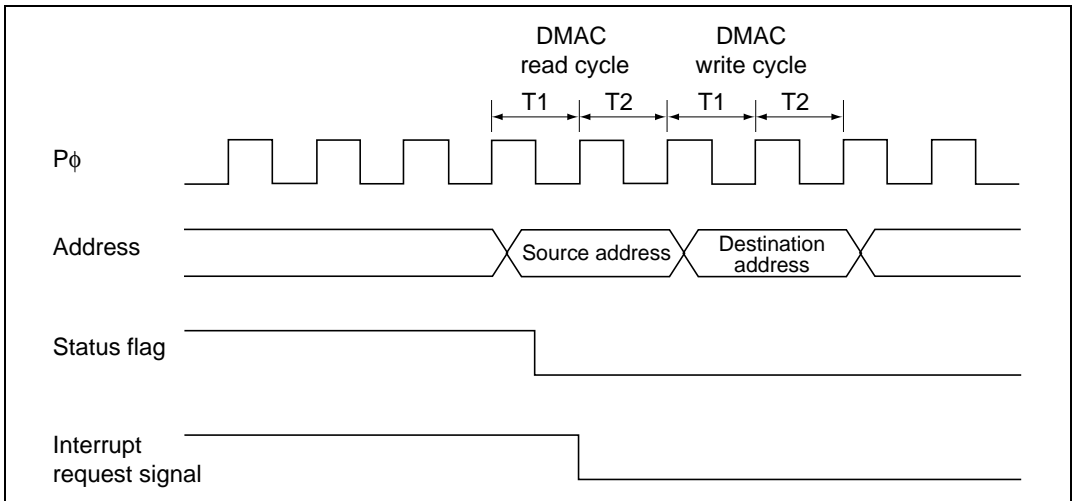 DMAC
read cycle
DMAC
write cycle
T1
T2
T1
T2
Pϕ
Address
Source address
Destination
address
Status flag
Interrupt
request signal